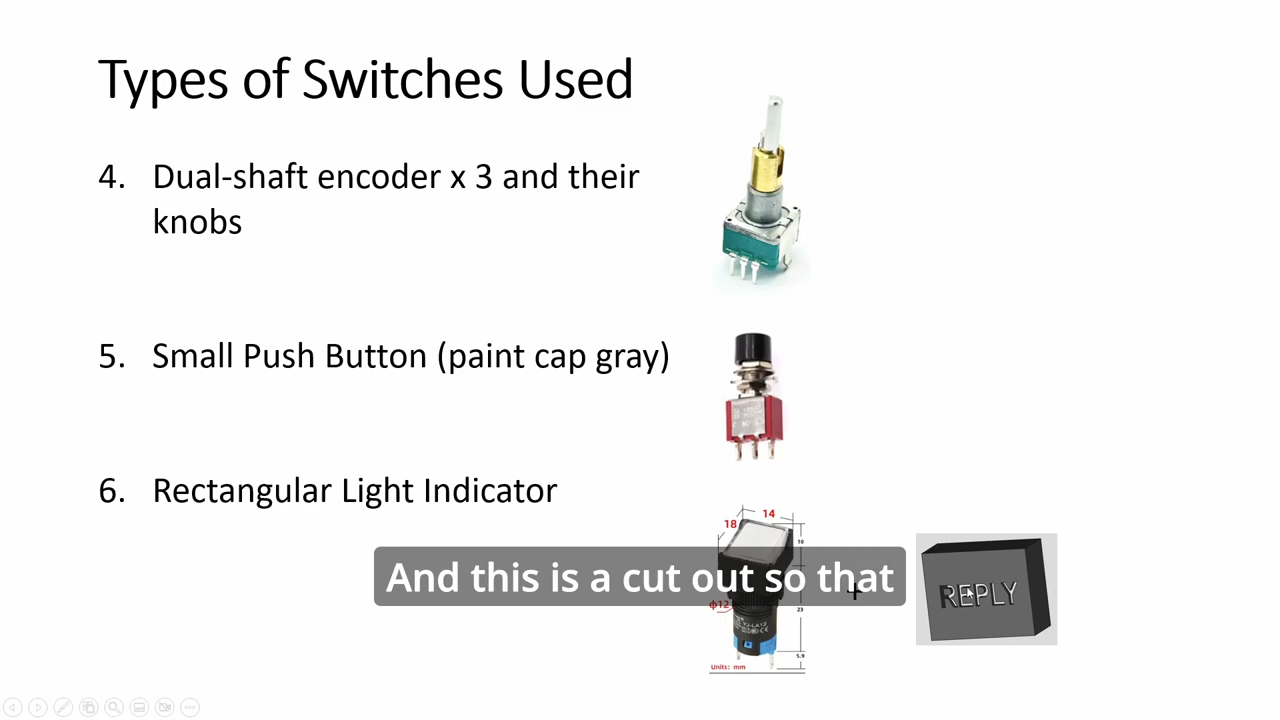 Types of Switches Used
4. Dual-shaft encoder x 3 and their
knobs
5. Small Push Button (paint cap gray)
6. Rectangular Light Indicator
14
18
10
And this is a cut out so that
+
REPLY
ϕ12
23
YJ-LA12
5.9
Units: mm